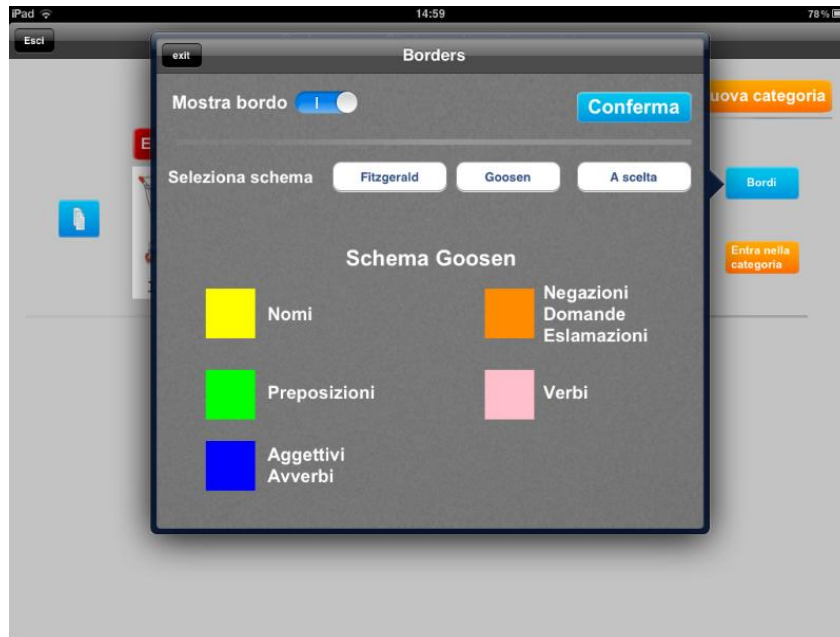 iPad 14:59 78%
Esci
exit Borders
Mostra bordo Conferma
uova categoria
E
Seleziona schema Fitzgerald Goosen A scelta
Bordi
Schema Goosen
Entra nella
categoria
Nomi
Negazioni
Domande
Eslamazioni
Preposizioni
Verbi
Aggettivi
Avverbi